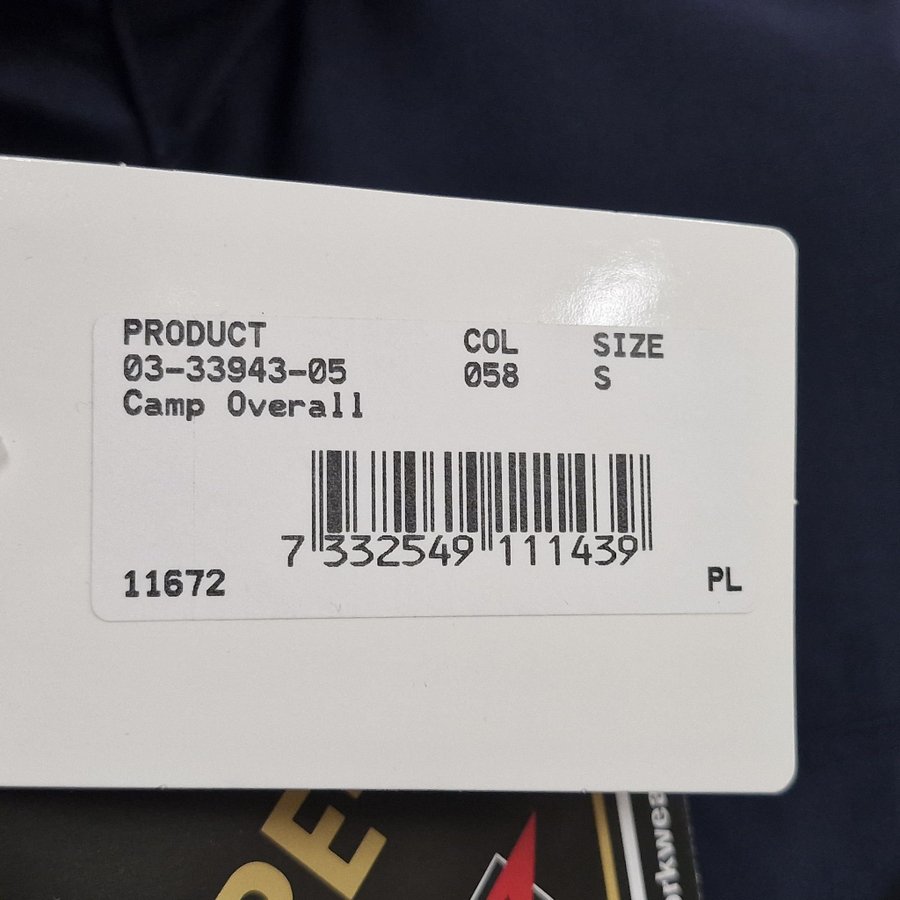 PRODUCT COL SIZE
03-33943-05 058 S
Camp Overall
7 332549 111439
11672 PL